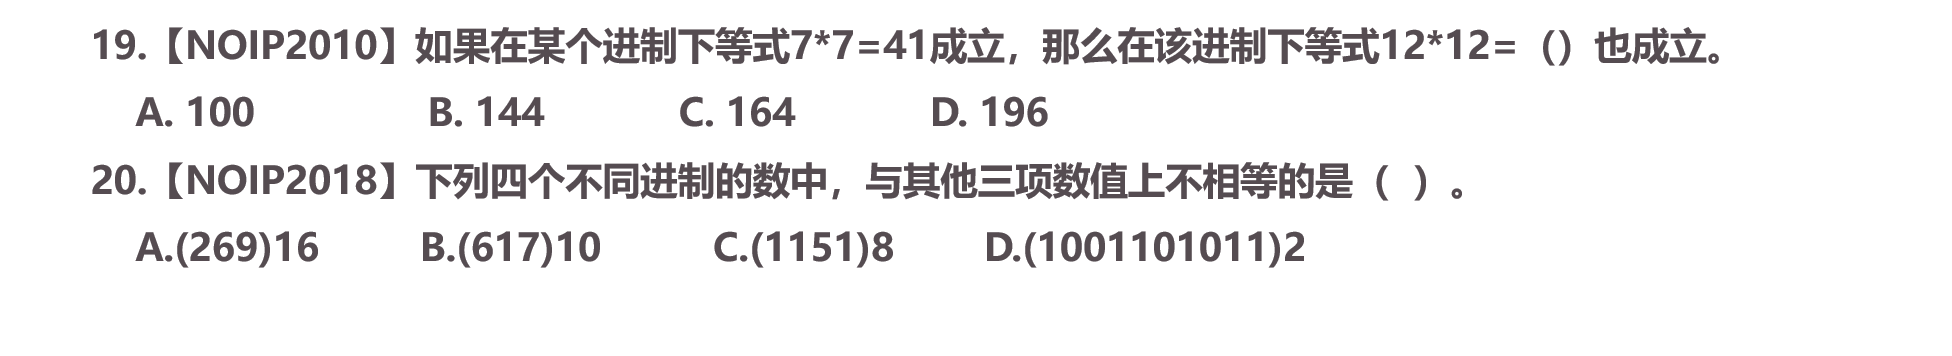 19.【NOIP2010】如果在某个进制下等式7*7=41成立，那么在该进制下等式12*12=（）也成立。
A. 100 B. 144 C. 164 D. 196
20.【NOIP2018】下列四个不同进制的数中，与其他三项数值上不相等的是（ ）。
A.(269)16 B.(617)10 C.(1151)8 D.(1001101011)2